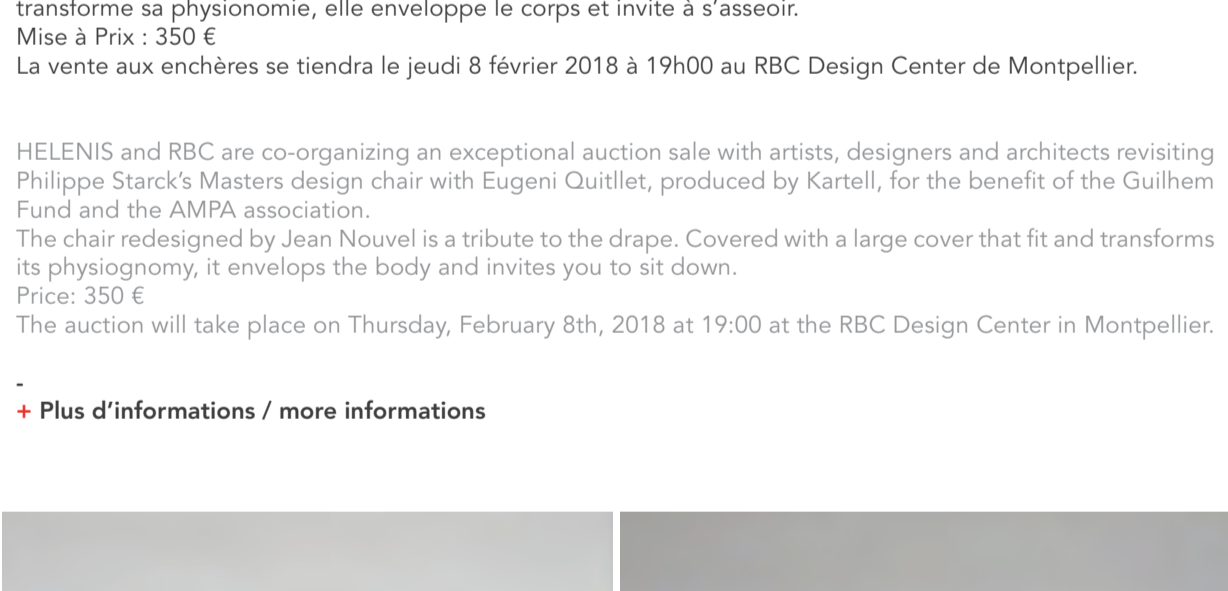 transforme sa physionomie, elle enveloppe le corps et invite à s’asseoir.
Mise à Prix : 350 €
La vente aux enchères se tiendra le jeudi 8 février 2018 à 19h00 au RBC Design Center de Montpellier.
HELENIS and RBC are co-organizing an exceptional auction sale with artists, designers and architects revisiting
Philippe Starck’s Masters design chair with Eugeni Quitllet, produced by Kartell, for the benefit of the Guilhem
Fund and the AMPA association.
The chair redesigned by Jean Nouvel is a tribute to the drape. Covered with a large cover that fit and transforms
its physiognomy, it envelops the body and invites you to sit down.
Price: 350 €
The auction will take place on Thursday, February 8th, 2018 at 19:00 at the RBC Design Center in Montpellier.
-
+ Plus d’informations / more informations